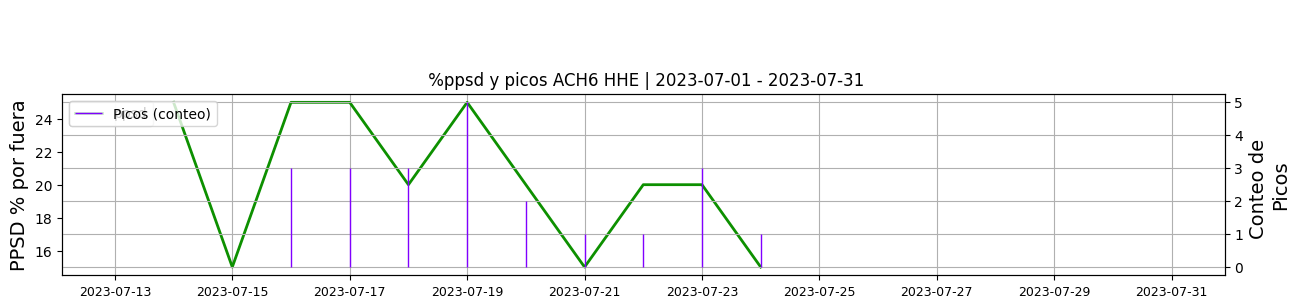 %ppsd y picos ACH6 HHE | 2023-07-01 - 2023-07-31
PPSD % por fuera
24
22
20
18
16
Picos (conteo)
5
4
3
2
1
0
Conteo de
Picos
2023-07-13 2023-07-15 2023-07-17 2023-07-19 2023-07-21 2023-07-23 2023-07-25 2023-07-27 2023-07-29 2023-07-31